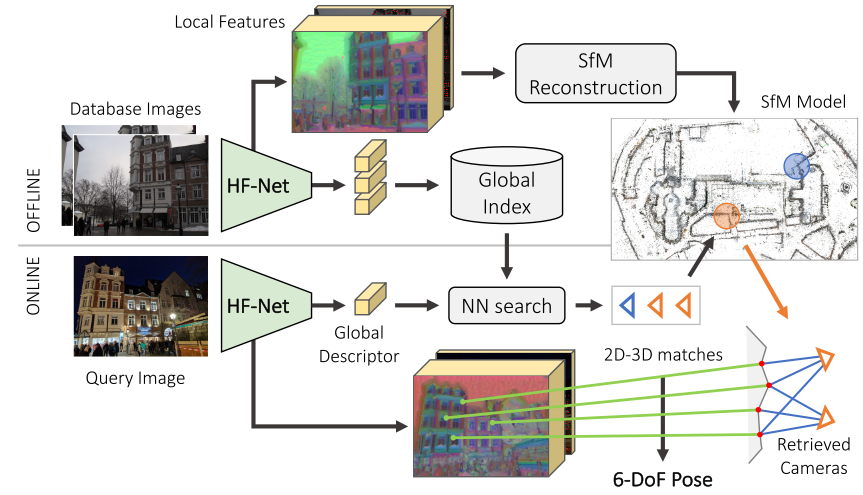 Local Features
SfM
Reconstruction
SfM Model
Database Images
OFFLINE
HF-Net
Global
Index
ONLINE
HF-Net
Global
Descriptor
NN search
Query Image
2D-3D matches
Retrieved
Cameras
6-DoF Pose